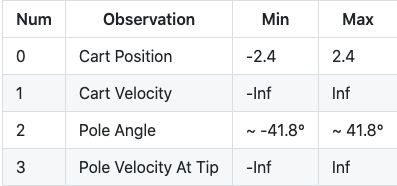 Num Observation Min Max
0 Cart Position -2.4 2.4
1 Cart Velocity -Inf Inf
2 Pole Angle ~ -41.8° ~ 41.8°
3 Pole Velocity At Tip -Inf Inf